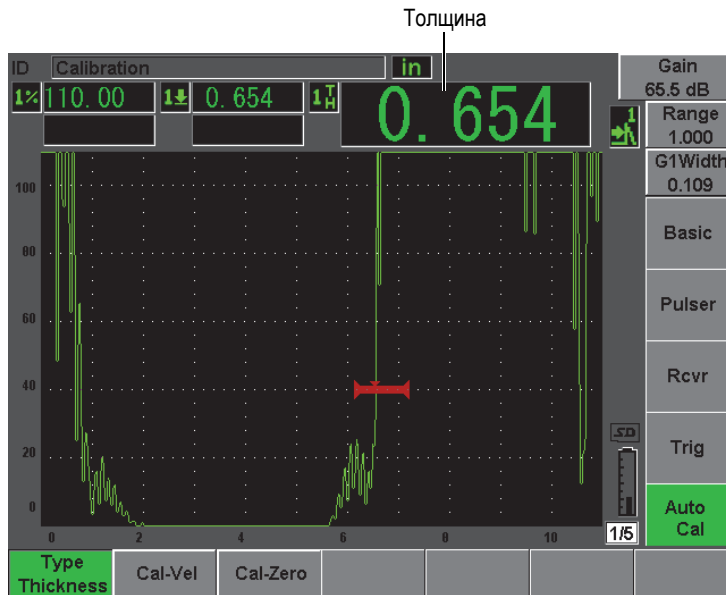 Толщина
ID Calibration in
1% 110.00 1 0.654 1TH 0.654
Gain
65.5 dB
1
Range
1.000
G1Width
0.109
Basic
Pulser
Rcvr
Trig
Auto
Cal
100
80
60
40
20
0
0 2 4 6 8 10
SD
1/5
Type
Thickness
Cal-Vel
Cal-Zero